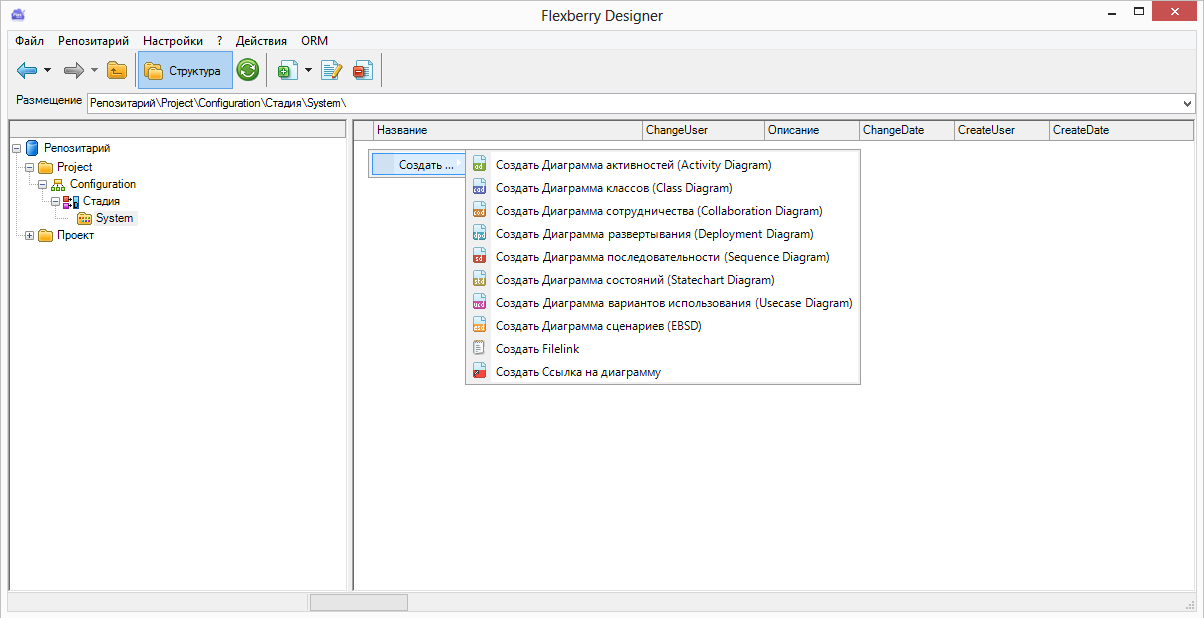 Flexberry Designer
Файл Репозитарий Настройки ? Действия ORM
Структура
Размещение Репозитарий\Project\Configuration\Стадия\System\
Название ChangeUser Описание ChangeDate CreateUser CreateDate
Репозитарий
Project
Configuration
Стадия
System
Проект
Создать ...
Создать Диаграмма активностей (Activity Diagram)
Создать Диаграмма классов (Class Diagram)
Создать Диаграмма сотрудничества (Collaboration Diagram)
Создать Диаграмма развертывания (Deployment Diagram)
Создать Диаграмма последовательности (Sequence Diagram)
Создать Диаграмма состояний (Statechart Diagram)
Создать Диаграмма вариантов использования (Usecase Diagram)
Создать Диаграмма сценариев (EBSD)
Создать Filelink
Создать Ссылка на диаграмму